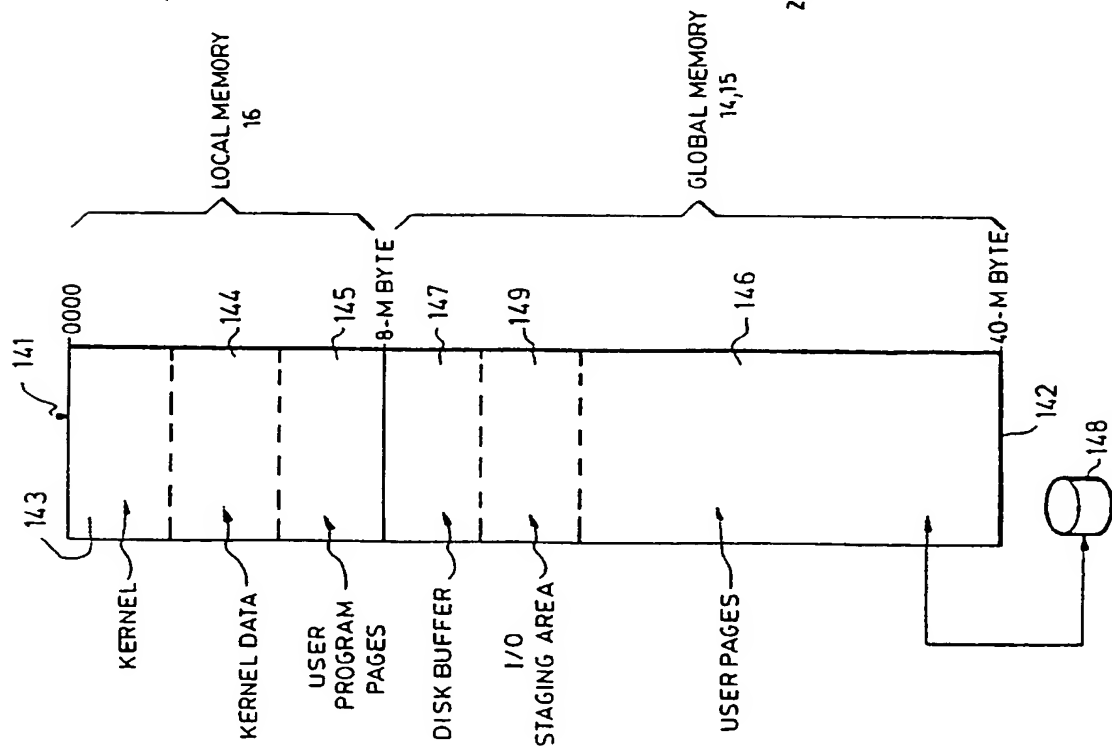 141
143
0000
KERNEL
144
KERNEL DATA
145
USER
PROGRAM
PAGES
LOCAL MEMORY
16
8-M BYTE
147
DISK BUFFER
149
I/O
STAGING AREA
146
USER PAGES
GLOBAL MEMORY
14,15
40-M BYTE
142
148
2